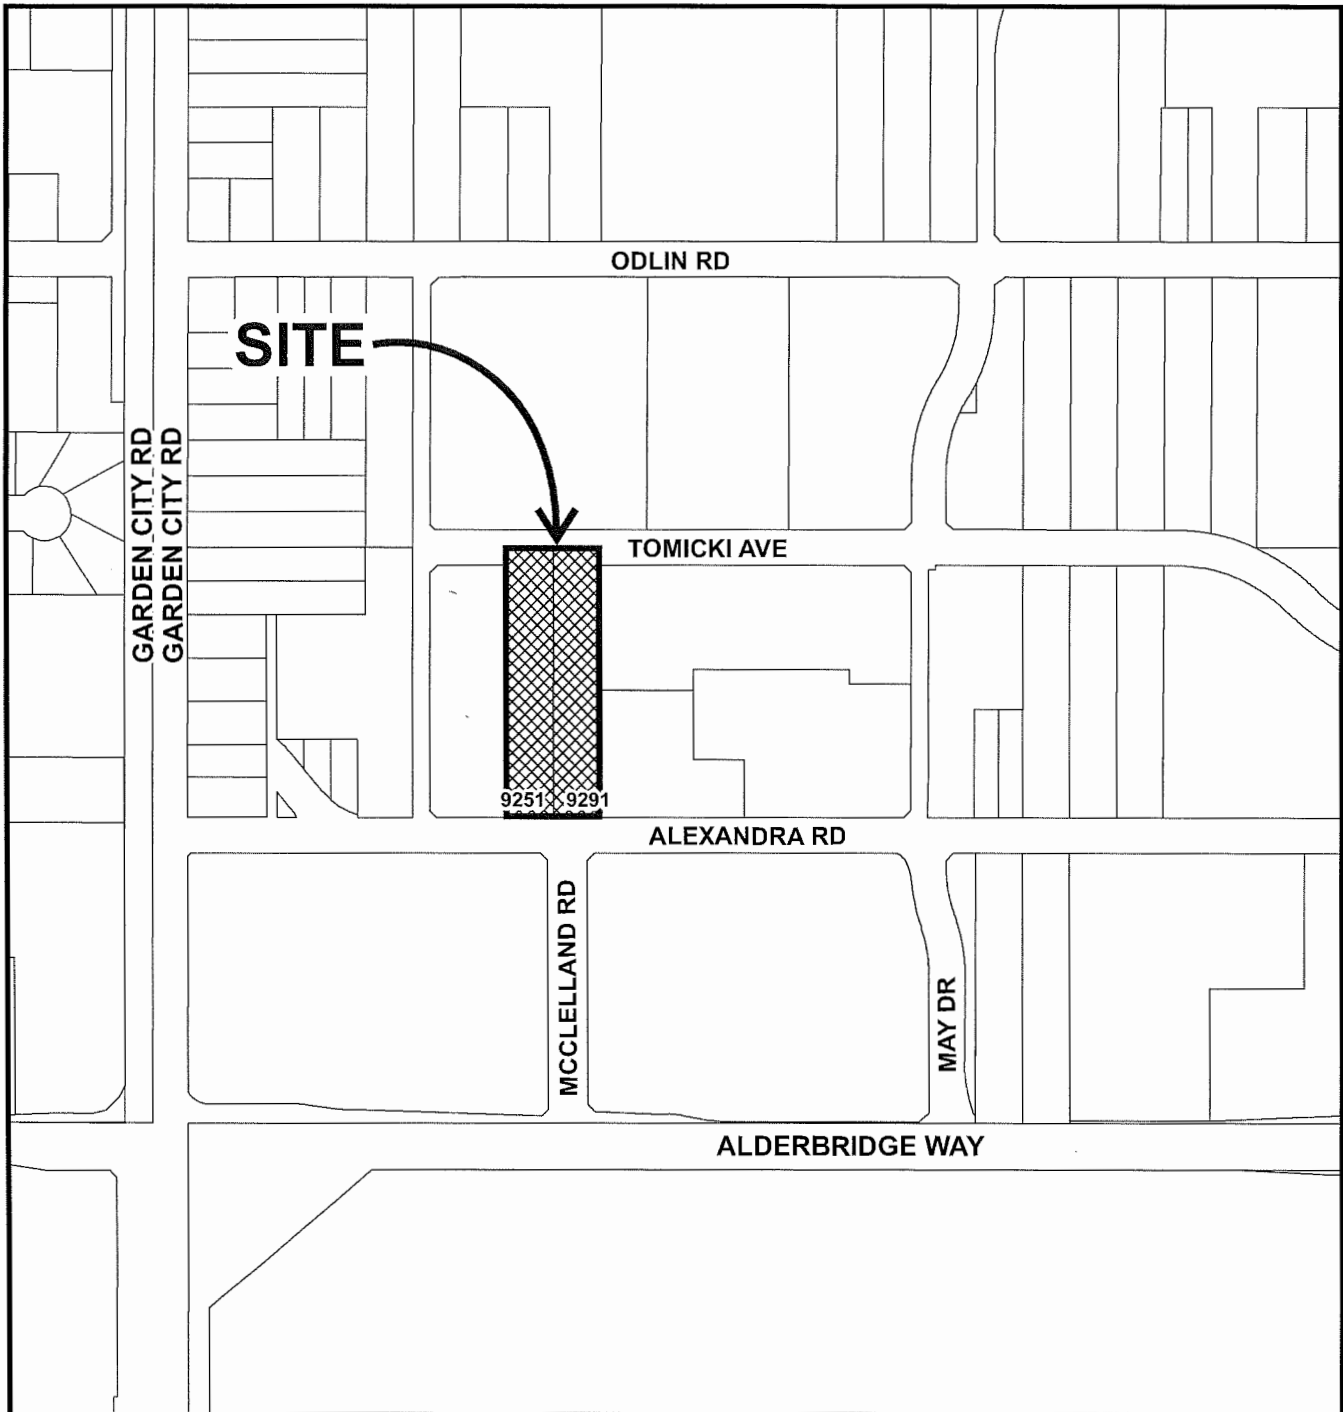 ODLIN RD
SITE
GARDEN CITY RD
GARDEN CITY RD
TOMICKI AVE
9251 9291
ALEXANDRA RD
MCCLELLAND RD
MAY DR
ALDERBRIDGE WAY